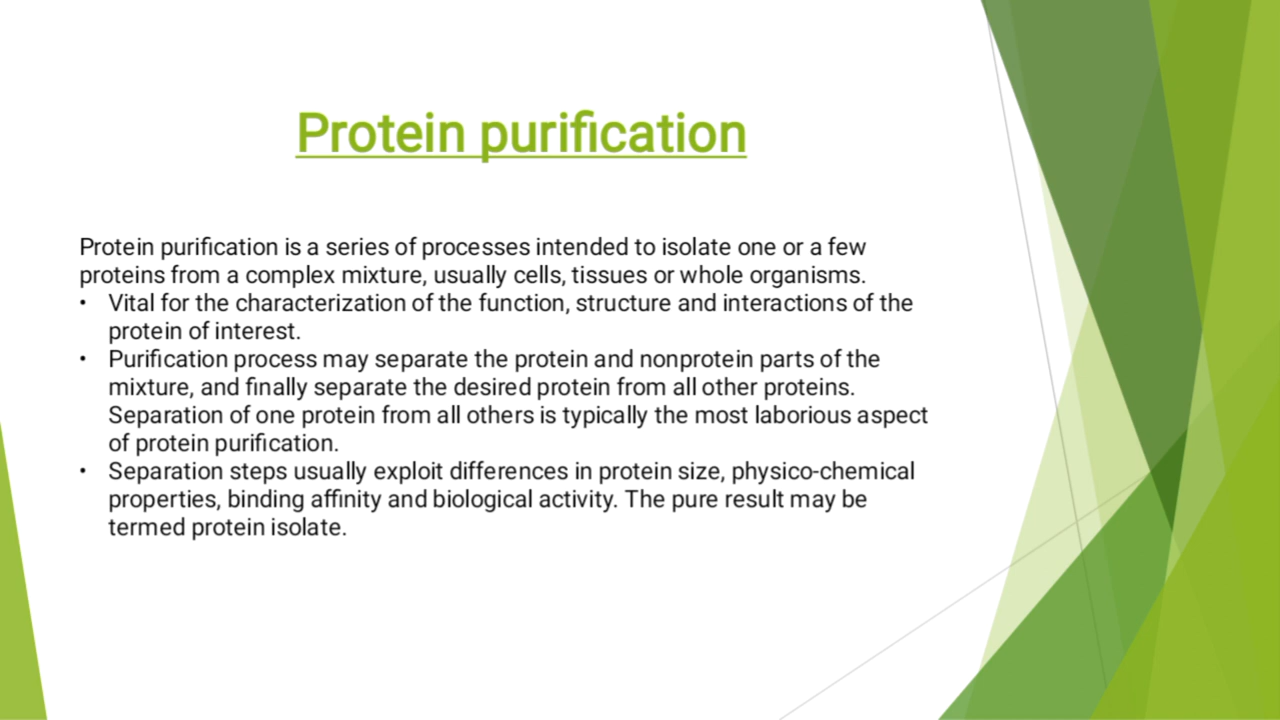 Protein purification
Protein purification is a series of processes intended to isolate one or a few
proteins from a complex mixture, usually cells, tissues or whole organisms.
• Vital for the characterization of the function, structure and interactions of the
protein of interest.
• Purification process may separate the protein and nonprotein parts of the
mixture, and finally separate the desired protein from all other proteins.
Separation of one protein from all others is typically the most laborious aspect
of protein purification.
• Separation steps usually exploit differences in protein size, physico-chemical
properties, binding affinity and biological activity. The pure result may be
termed protein isolate.